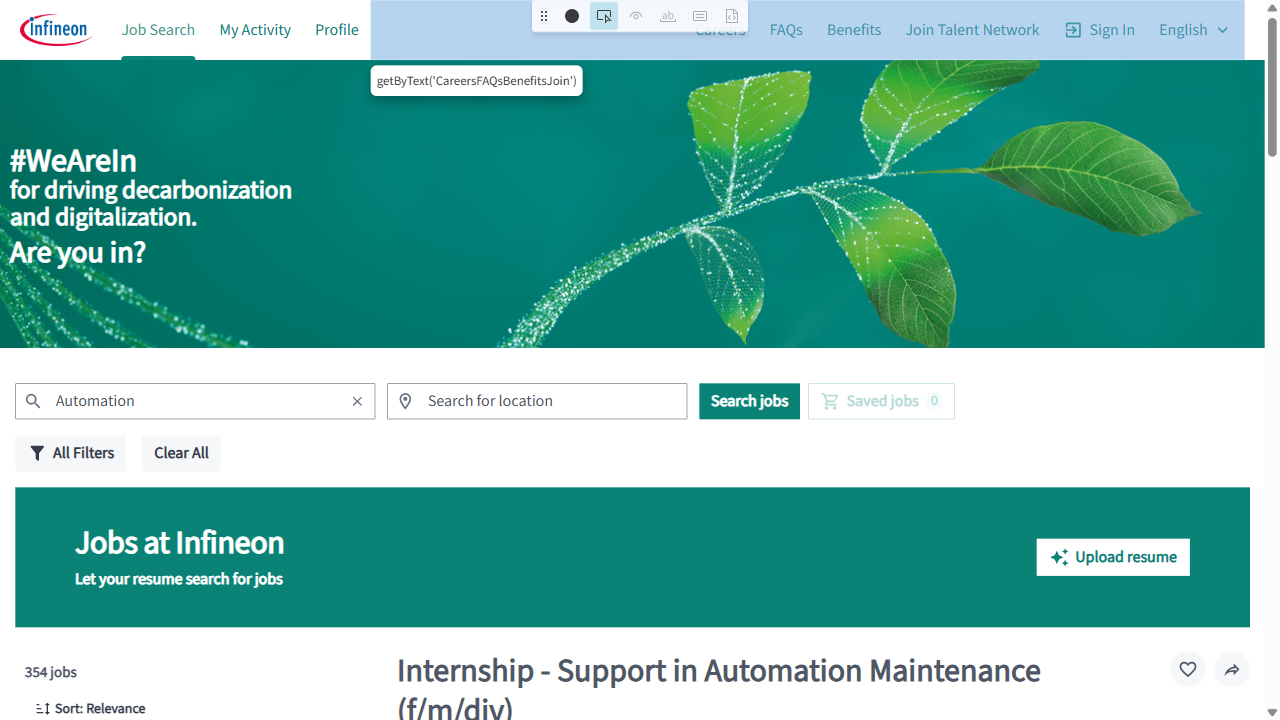 infineon
Job Search
My Activity
Profile
Careers
FAQs
Benefits
Join Talent Network
Sign In
English
ab
getByText('CareersFAQsBenefitsJoin')
#WeAreIn
for driving decarbonization
and digitalization.
Are you in?
Automation
Search for location
Search jobs
Saved jobs 0
All Filters
Clear All
Jobs at Infineon
Let your resume search for jobs
Upload resume
354 jobs
Sort: Relevance
Internship - Support in Automation Maintenance
(f/m/div)